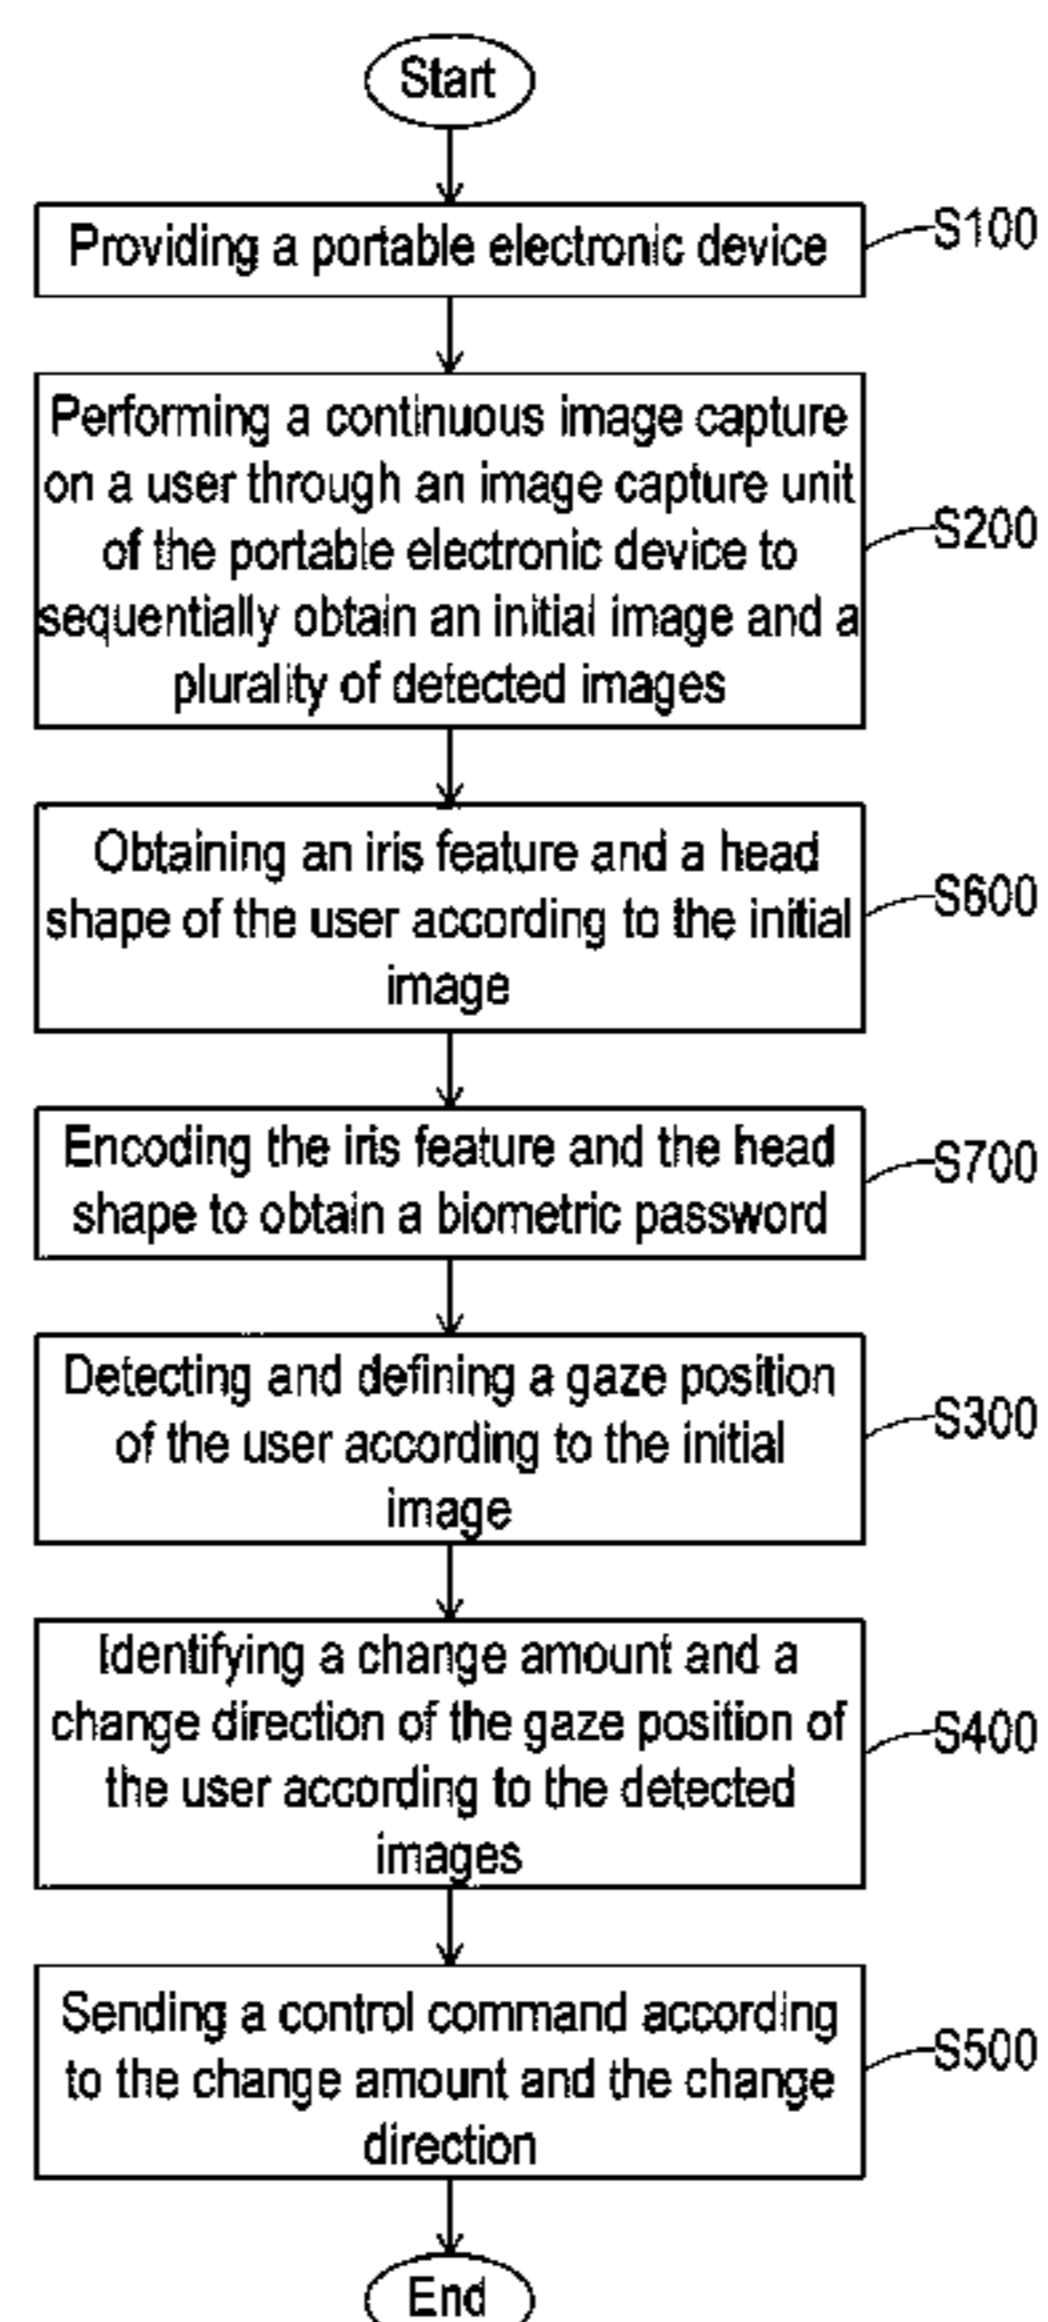 Start
Providing a portable electronic device
S100
Performing a continuous image capture
on a user through an image capture unit
of the portable electronic device to
sequentially obtain an initial image and a
plurality of detected images
S200
Obtaining an iris feature and a head
shape of the user according to the initial
image
S600
Encoding the iris feature and the head
shape to obtain a biometric password
S700
Detecting and defining a gaze position
of the user according to the initial
image
S300
Identifying a change amount and a
change direction of the gaze position of
the user according to the detected
images
S400
Sending a control command according
to the change amount and the change
direction
S500
End